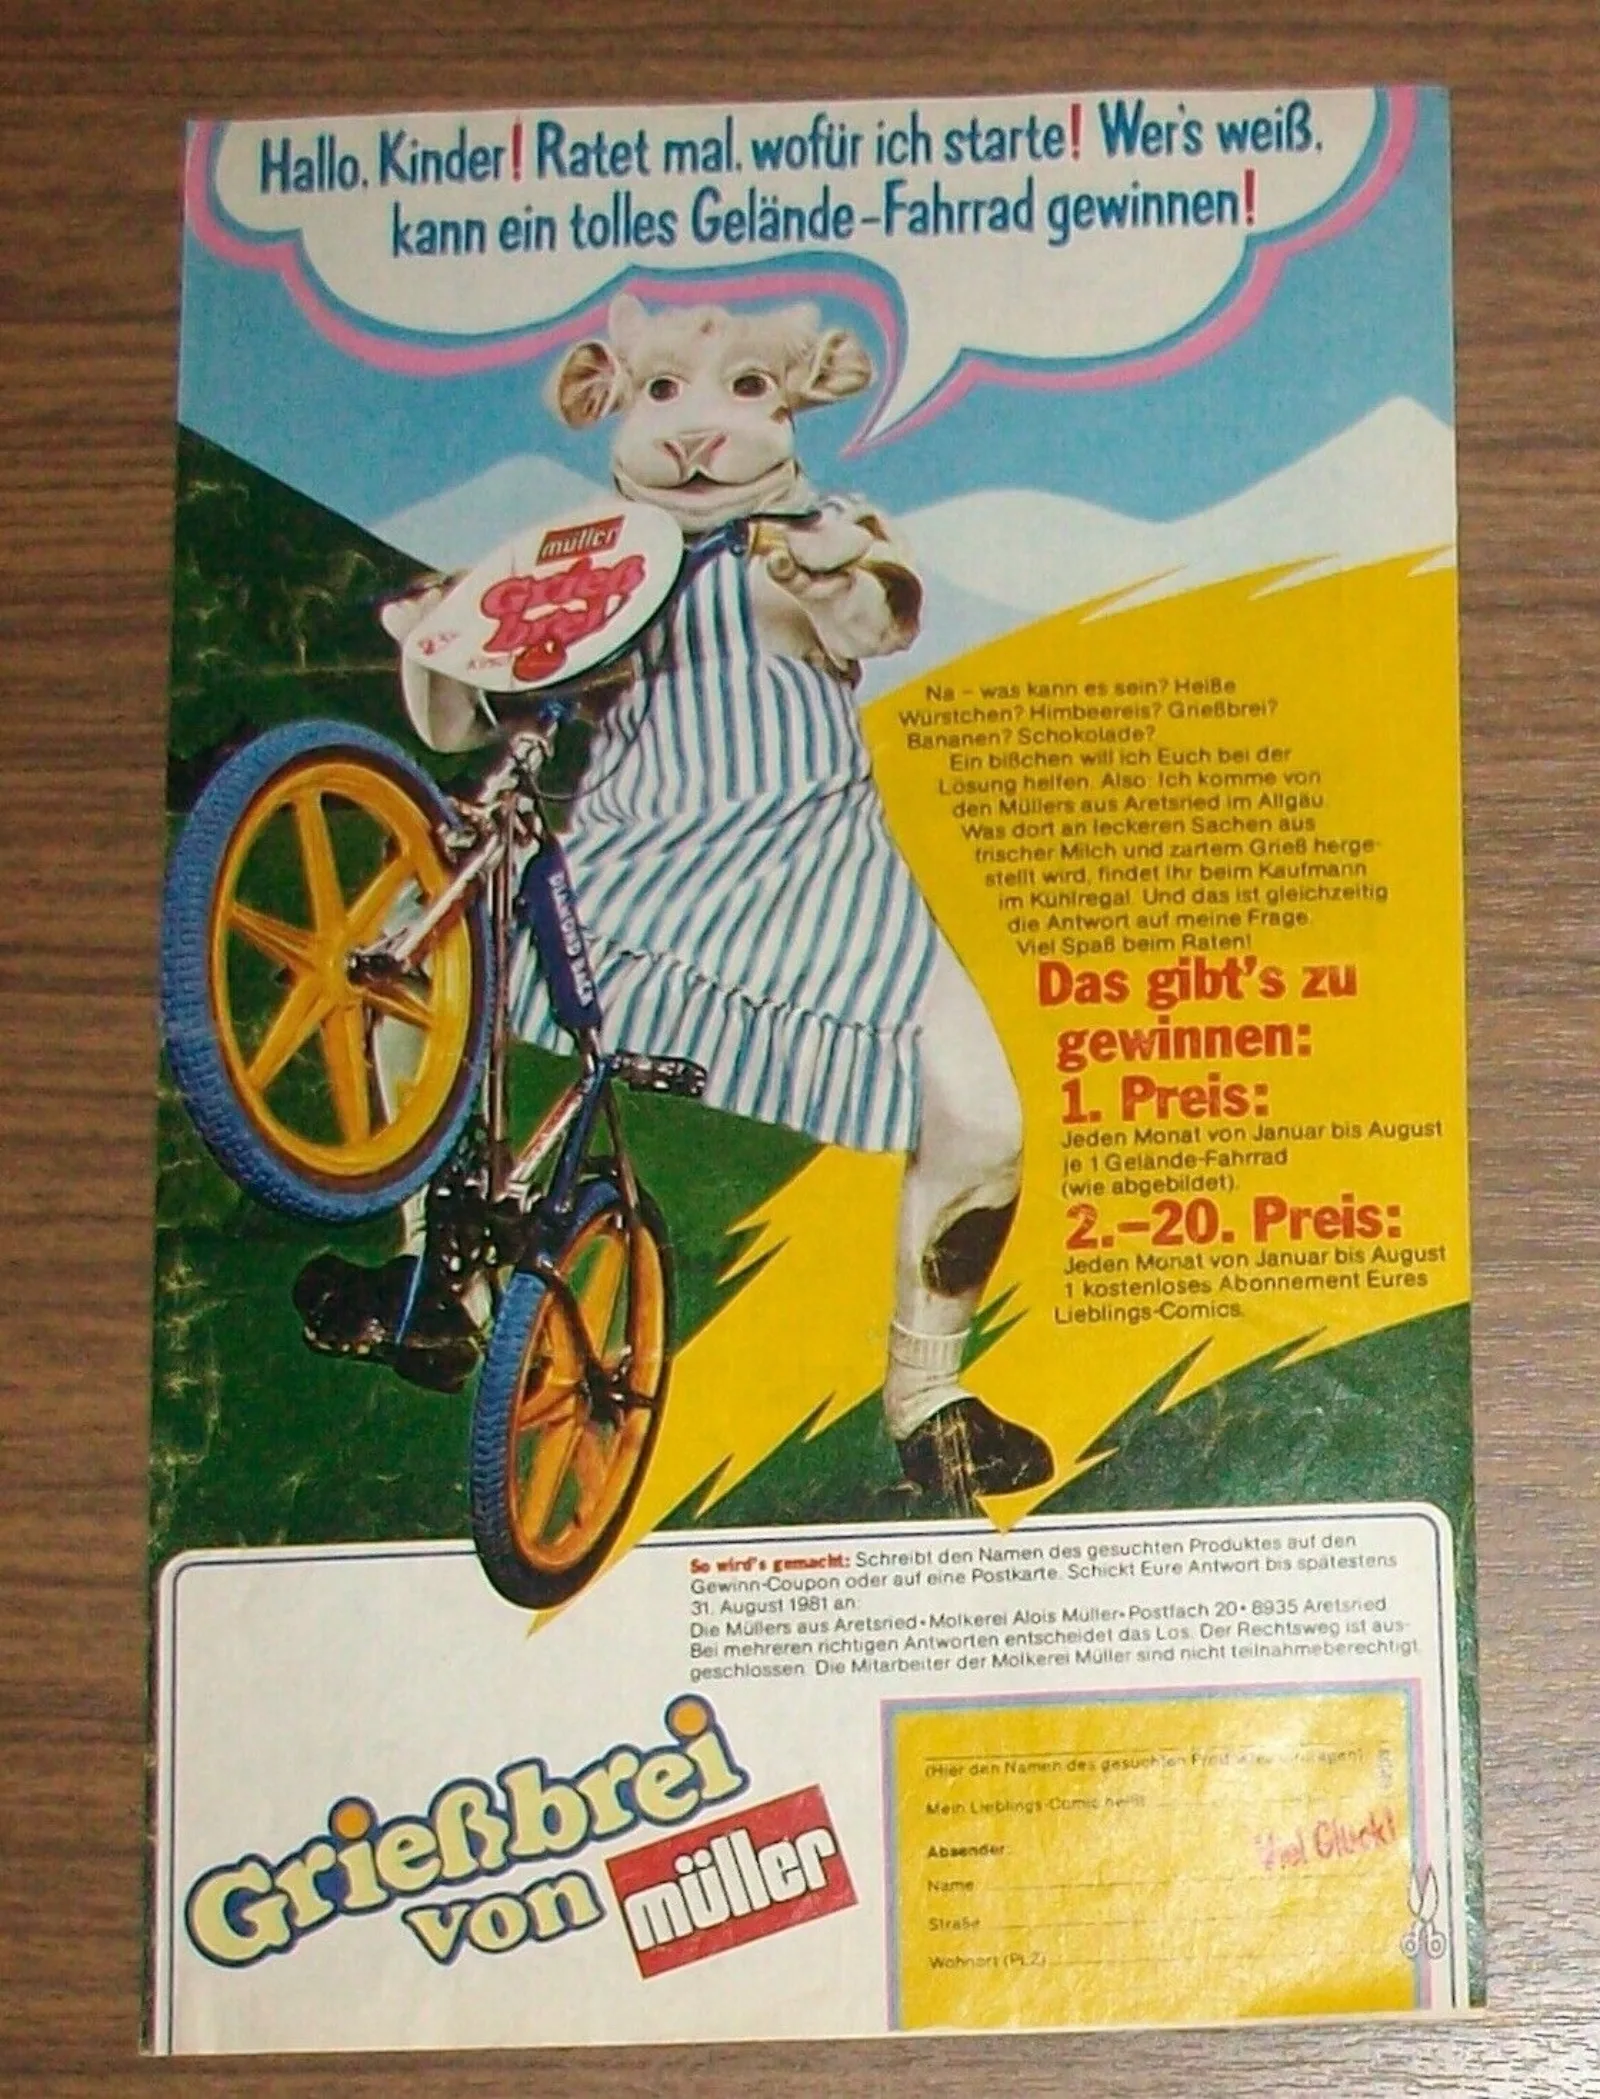 Hallo, Kinder! Ratet mal, wofür ich starte! Wer's weiß,
kann ein tolles Gelände-Fahrrad gewinnen!
müller
Grieß
brei
DIAMOND BACK
Na – was kann es sein? Heiße
Würstchen? Himbeereis? Grießbrei?
Bananen? Schokolade?
Ein bißchen will ich Euch bei der
Lösung helfen. Also: Ich komme von
den Müllers aus Aretsried im Allgäu.
Was dort an leckeren Sachen aus
frischer Milch und zartem Grieß herge-
stellt wird, findet Ihr beim Kaufmann
im Kühlregal. Und das ist gleichzeitig
die Antwort auf meine Frage.
Viel Spaß beim Raten!
Das gibt's zu
gewinnen:
1. Preis:
Jeden Monat von Januar bis August
je 1 Gelände-Fahrrad
(wie abgebildet).
2.–20. Preis:
Jeden Monat von Januar bis August
1 kostenloses Abonnement Eures
Lieblings-Comics.
So wird's gemacht: Schreibt den Namen des gesuchten Produktes auf den
Gewinn-Coupon oder auf eine Postkarte. Schickt Eure Antwort bis spätestens
31. August 1981 an:
Die Müllers aus Aretsried • Molkerei Alois Müller • Postfach 20 • 8935 Aretsried
Bei mehreren richtigen Antworten entscheidet das Los. Der Rechtsweg ist aus-
geschlossen. Die Mitarbeiter der Molkerei Müller sind nicht teilnahmeberechtigt.
Grießbrei
von müller
(Hier den Namen des gesuchten
Mein Lieblings-Comic heißt
Viel Glück!
Absender:
Name
Straße
Wohnort (PLZ)